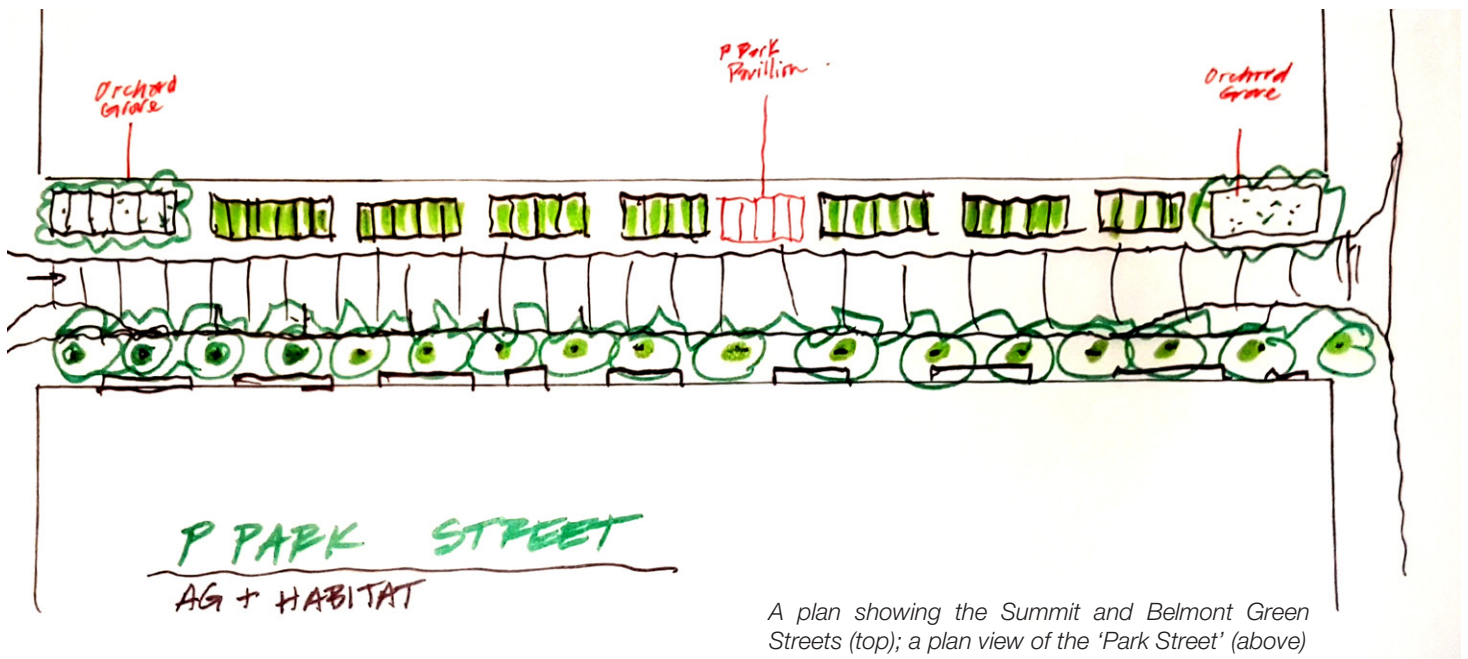 P Park
Pavillion
Orchard
Grove
Orchard
Grove
P PARK STREET
AG + HABITAT
A plan showing the Summit and Belmont Green
Streets (top); a plan view of the ‘Park Street’ (above)